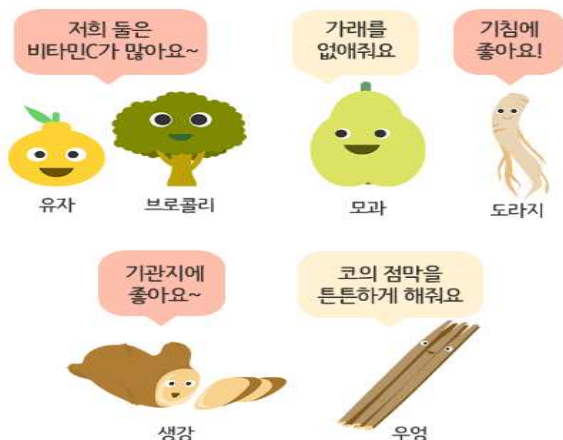 저희 둘은
비타민C가 많아요~
가래를
없애줘요
기침에
좋아요!
유자
브로콜리
모과
도라지
기관지에
좋아요~
코의 점막을
튼튼하게 해줘요
생강
우엉